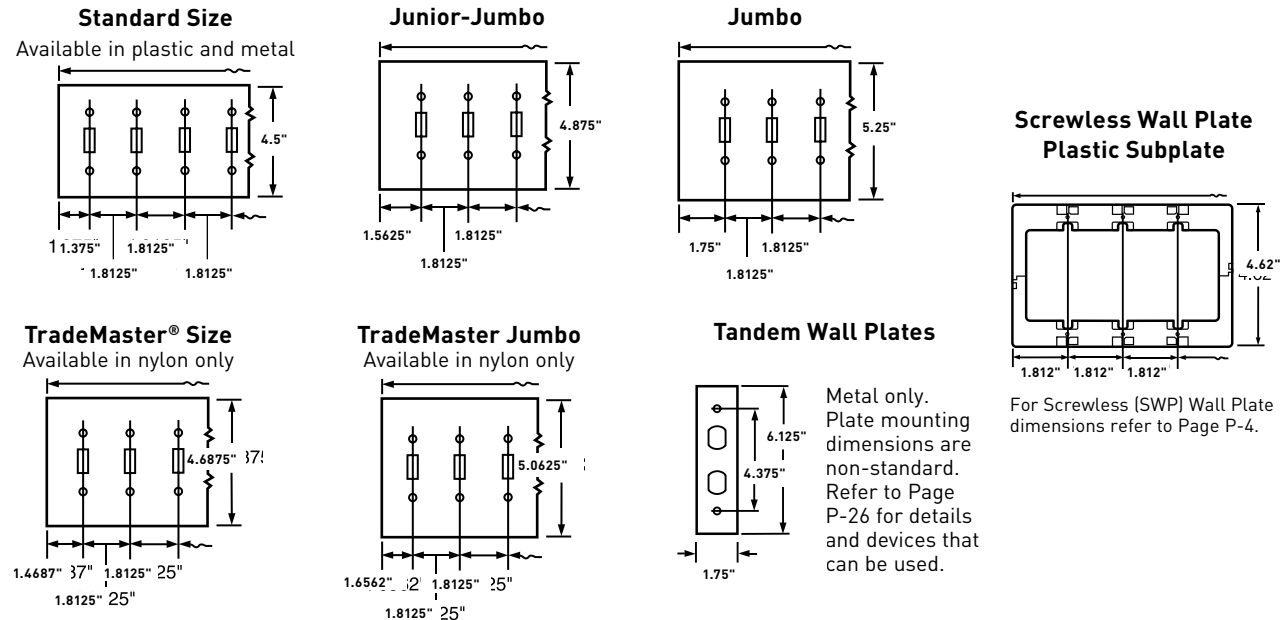 Standard Size
Available in plastic and metal
4.5"
1.375"
1.8125"
1.8125"
1.8125"
Junior-Jumbo
4.875"
1.5625"
1.8125"
1.8125"
Jumbo
5.25"
1.75"
1.8125"
1.8125"
Screwless Wall Plate
Plastic Subplate
4.62"
1.812"
1.812"
1.812"
For Screwless (SWP) Wall Plate
dimensions refer to Page P-4.
TradeMaster® Size
Available in nylon only
4.6875"
1.4687"
1.8125"
1.8125"
TradeMaster Jumbo
Available in nylon only
5.0625"
1.6562"
1.8125"
1.8125"
Tandem Wall Plates
6.125"
4.375"
1.75"
Metal only.
Plate mounting
dimensions are
non-standard.
Refer to Page
P-26 for details
and devices that
can be used.